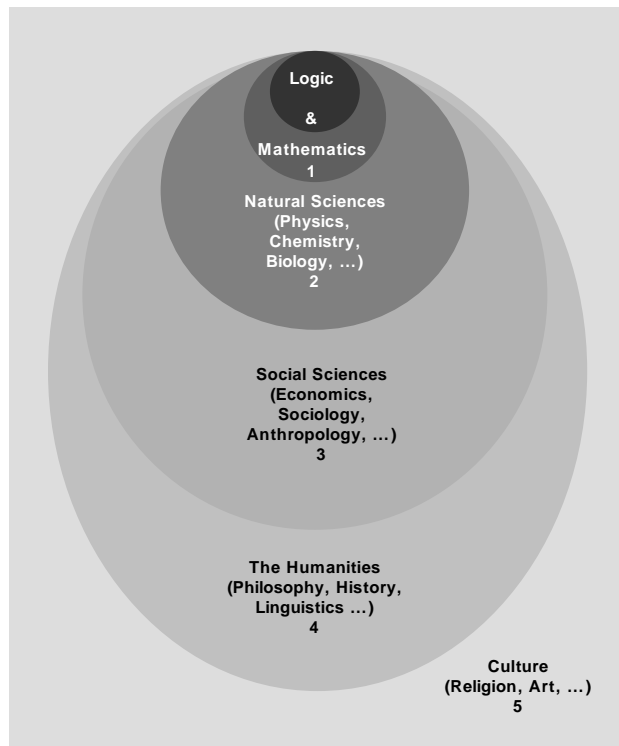 Logic
&
Mathematics
1
Natural Sciences
(Physics,
Chemistry,
Biology, …)
2
Social Sciences
(Economics,
Sociology,
Anthropology, …)
3
The Humanities
(Philosophy, History,
Linguistics …)
4
Culture
(Religion, Art, …)
5